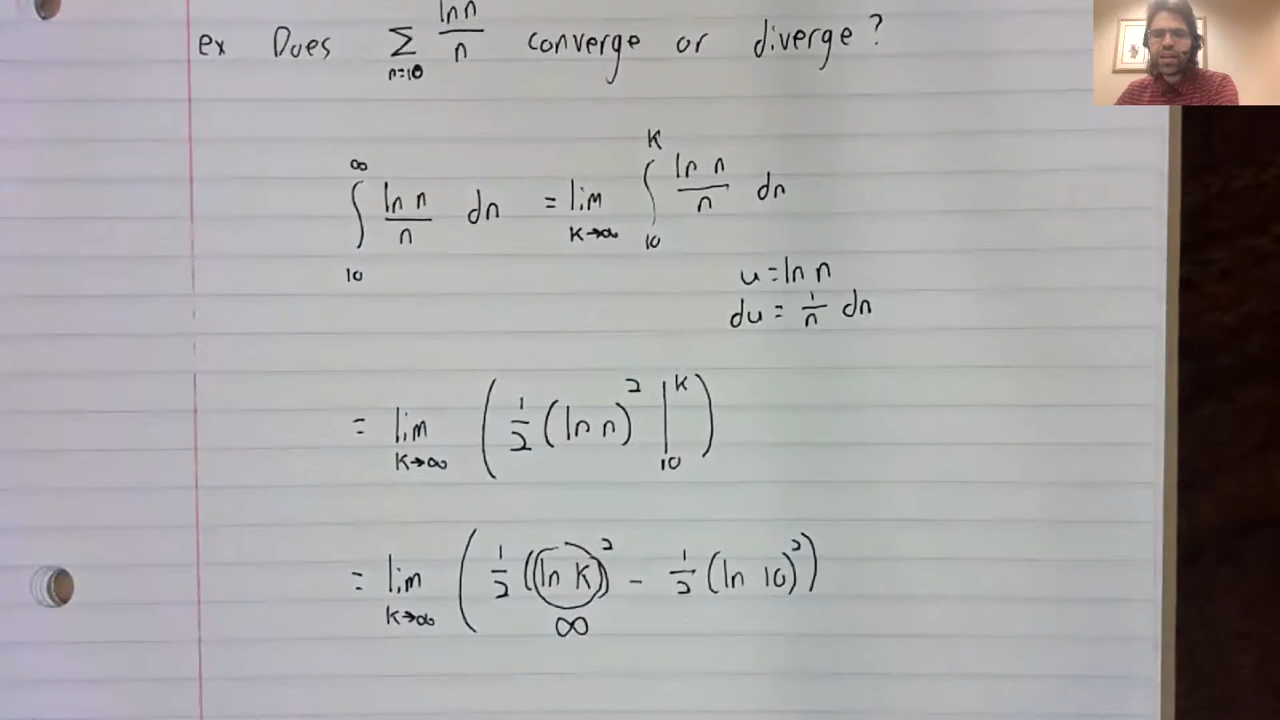 ex Does ∑_{n=10} ln n / n converge or diverge?
∫_{10}^{∞} ln n / n dn = lim_{k→∞} ∫_{10}^{k} ln n / n dn
u = ln n
du = 1/n dn
= lim_{k→∞} ( 1/2 (ln n)^2 |_{10}^{k} )
= lim_{k→∞} ( 1/2 (ln k)^2 - 1/2 (ln 10)^2 )
∞